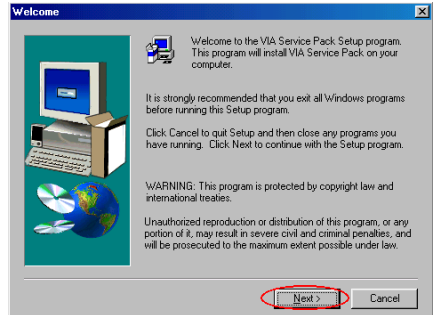 Welcome
Welcome to the VIA Service Pack Setup program.
This program will install VIA Service Pack on your
computer.
It is strongly recommended that you exit all Windows programs
before running this Setup program.
Click Cancel to quit Setup and then close any programs you
have running. Click Next to continue with the Setup program.
WARNING: This program is protected by copyright law and
international treaties.
Unauthorized reproduction or distribution of this program, or any
portion of it, may result in severe civil and criminal penalties, and
will be prosecuted to the maximum extent possible under law.
Next >
Cancel